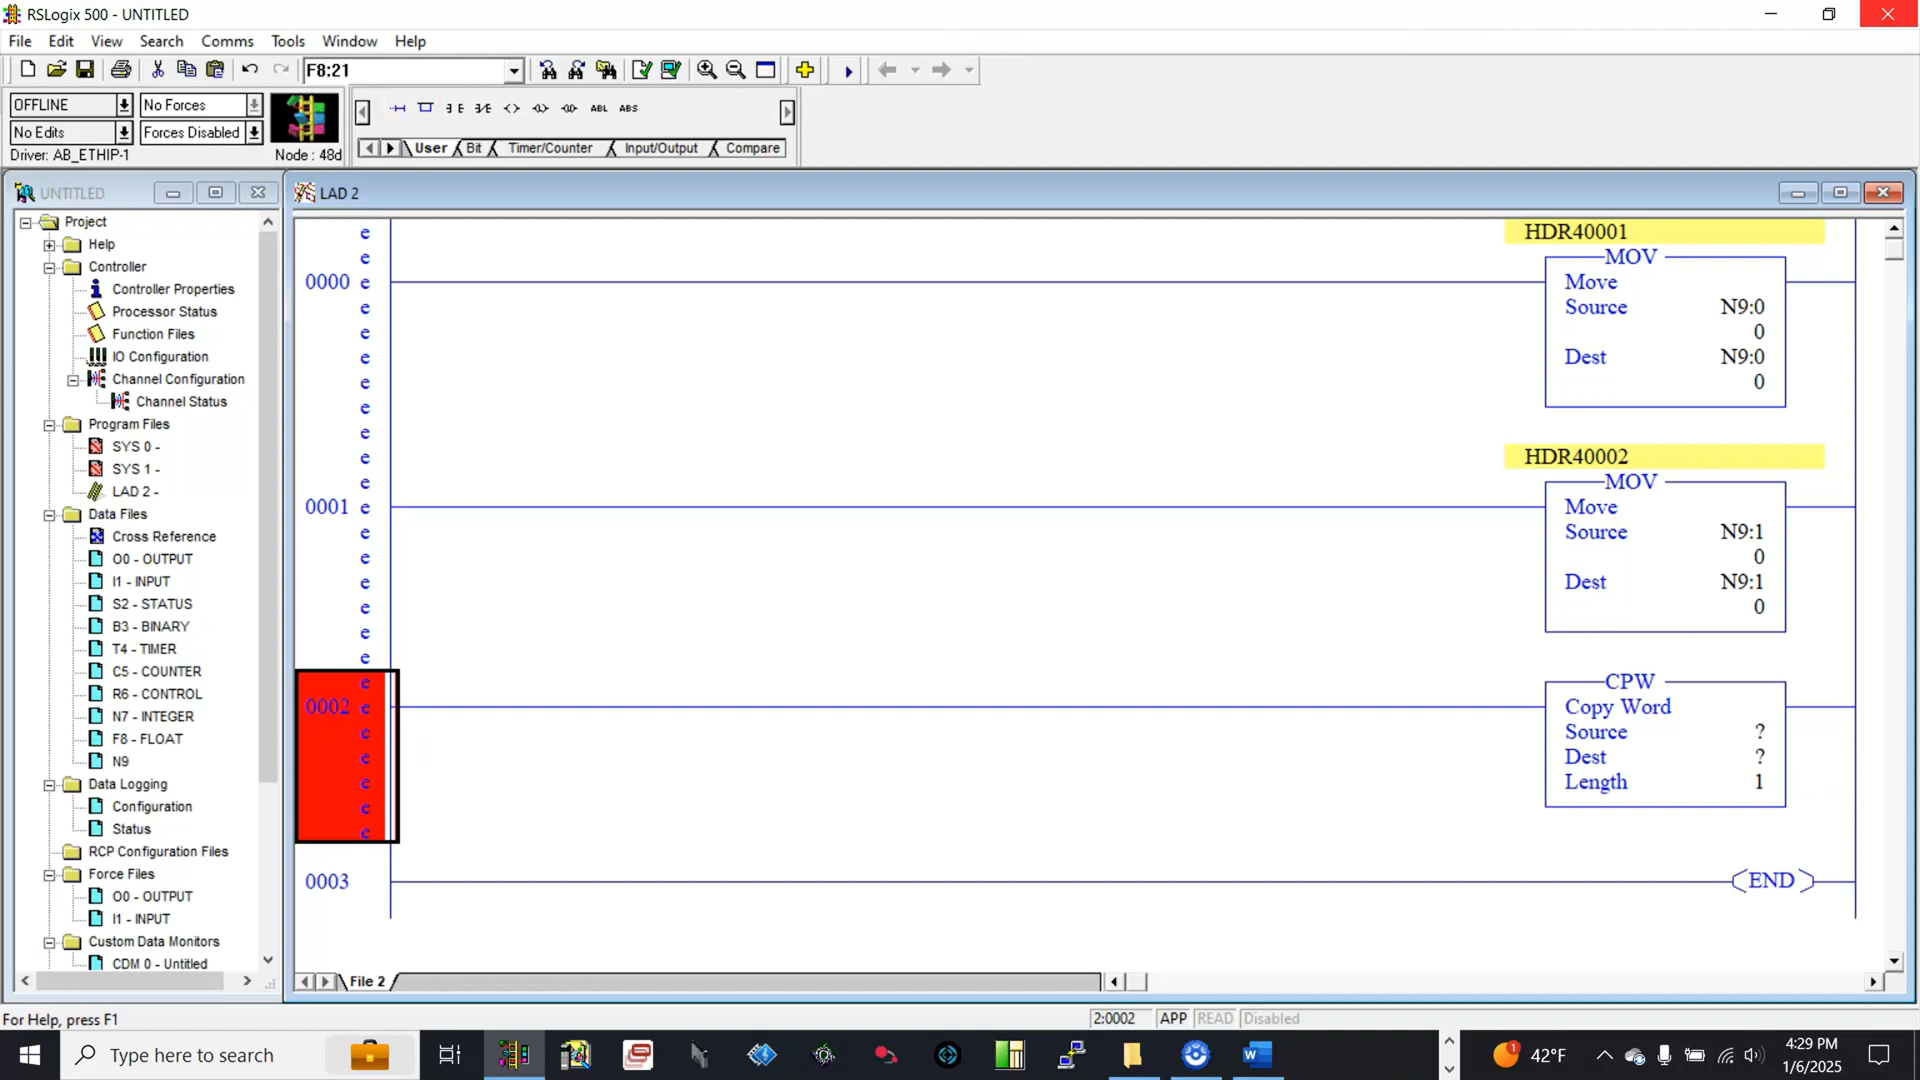 RSLogix 500 - UNTITLED
File Edit View Search Comms Tools Window Help
F8:21
OFFLINE No Forces
No Edits Forces Disabled
Driver: AB_ETHIP-1 Node : 48d
ABL ABS
User Bit Timer/Counter Input/Output Compare
UNTITLED
Project
Help
Controller
Controller Properties
Processor Status
Function Files
IO Configuration
Channel Configuration
Channel Status
Program Files
SYS 0 -
SYS 1 -
LAD 2 -
Data Files
Cross Reference
O0 - OUTPUT
I1 - INPUT
S2 - STATUS
B3 - BINARY
T4 - TIMER
C5 - COUNTER
R6 - CONTROL
N7 - INTEGER
F8 - FLOAT
N9
Data Logging
Configuration
Status
RCP Configuration Files
Force Files
O0 - OUTPUT
I1 - INPUT
Custom Data Monitors
CDM 0 - Untitled
LAD 2
e
e
0000 e
e
e
e
e
e
e
e
e
e
e
0001 e
e
e
e
e
e
e
e
0002 e
e
e
e
e
e
0003
HDR40001
MOV
Move
Source N9:0
0
Dest N9:0
0
HDR40002
MOV
Move
Source N9:1
0
Dest N9:1
0
CPW
Copy Word
Source ?
Dest ?
Length 1
END
File 2
For Help, press F1
2:0002 APP READ Disabled
Type here to search
42°F
4:29 PM
1/6/2025